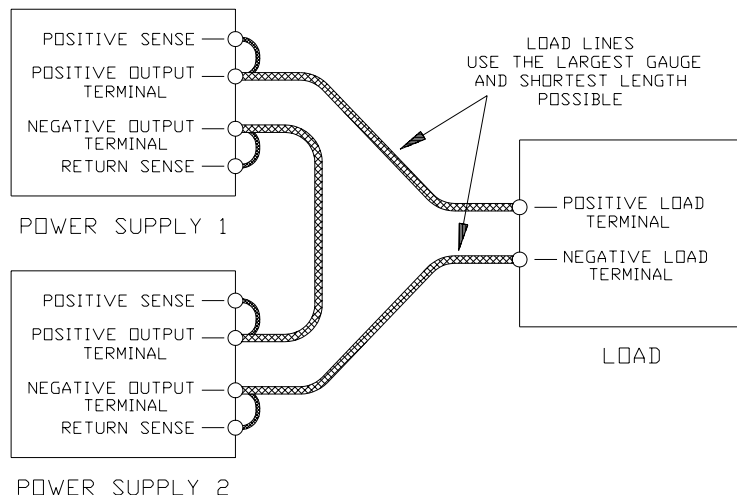 POSITIVE SENSE
POSITIVE OUTPUT
TERMINAL
NEGATIVE OUTPUT
TERMINAL
RETURN SENSE
POWER SUPPLY 1
LOAD LINES
USE THE LARGEST GAUGE
AND SHORTEST LENGTH
POSSIBLE
POSITIVE LOAD
TERMINAL
NEGATIVE LOAD
TERMINAL
LOAD
POSITIVE SENSE
POSITIVE OUTPUT
TERMINAL
NEGATIVE OUTPUT
TERMINAL
RETURN SENSE
POWER SUPPLY 2